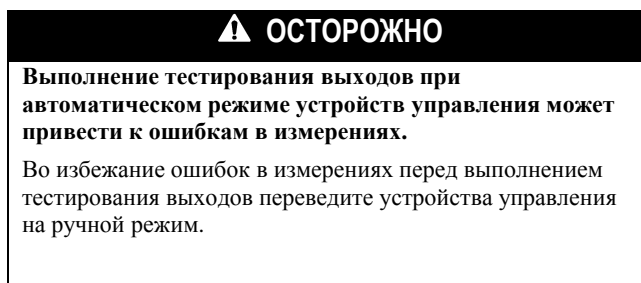 ОСТОРОЖНО
Выполнение тестирования выходов при
автоматическом режиме устройств управления может
привести к ошибкам в измерениях.
Во избежание ошибок в измерениях перед выполнением
тестирования выходов переведите устройства управления
на ручной режим.